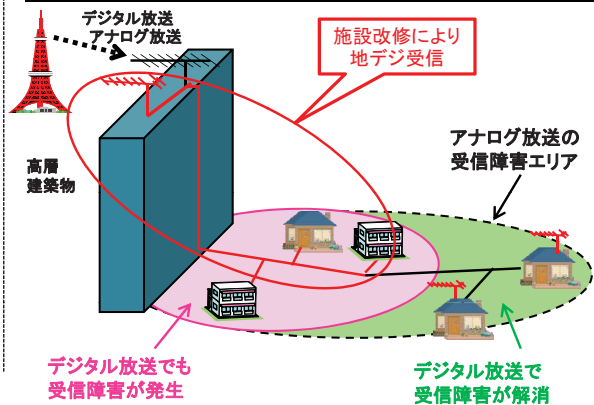 デジタル放送
アナログ放送
施設改修により
地デジ受信
アナログ放送の
受信障害エリア
高層
建築物
デジタル放送でも
受信障害が発生
デジタル放送で
受信障害が解消